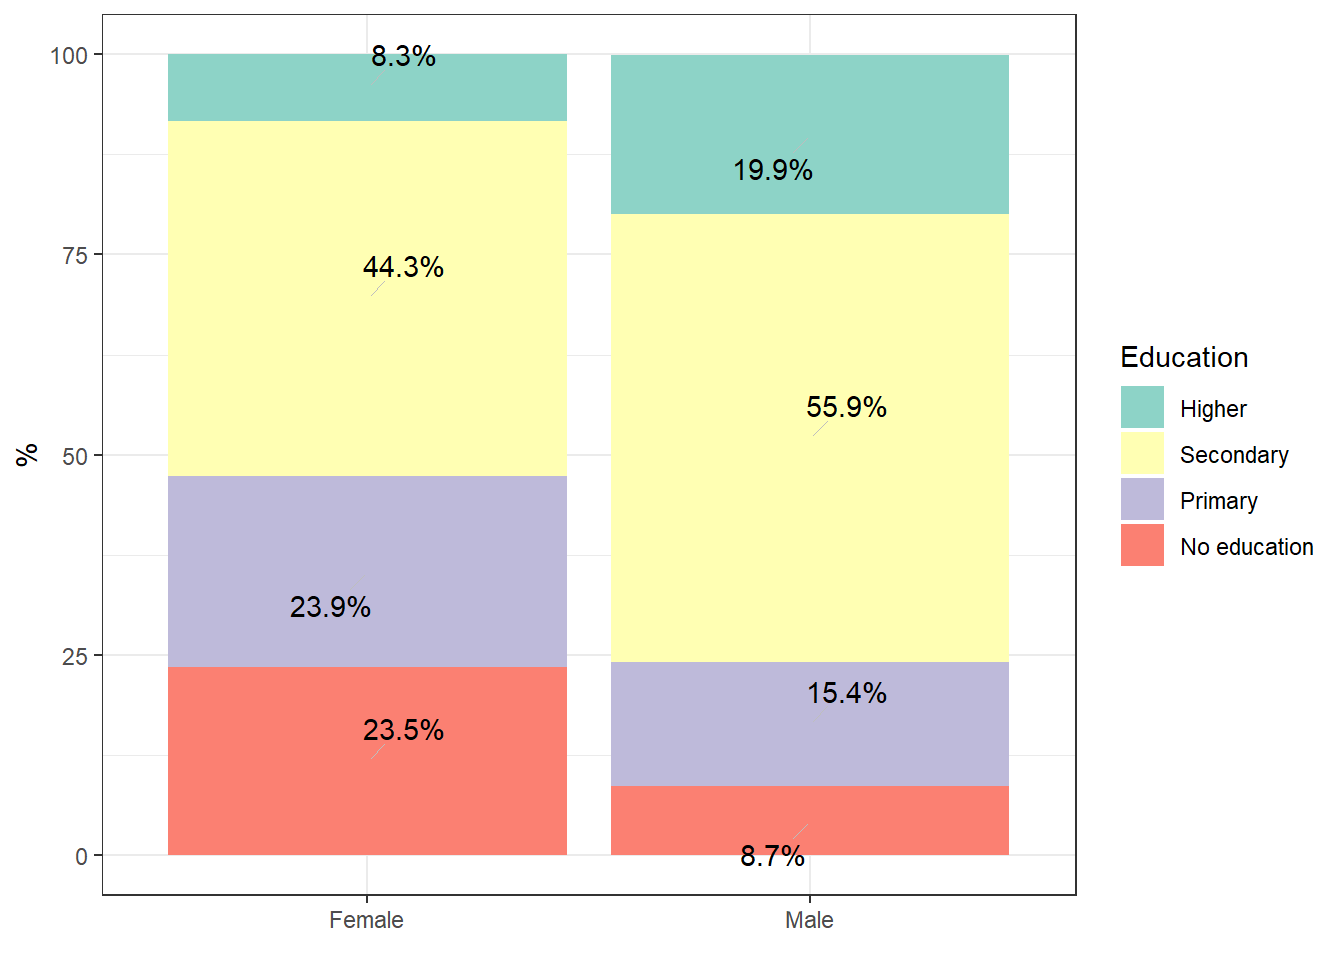 100
75
50
25
0
%
8.3%
44.3%
23.9%
23.5%
19.9%
55.9%
15.4%
8.7%
Female
Male
Education
Higher
Secondary
Primary
No education